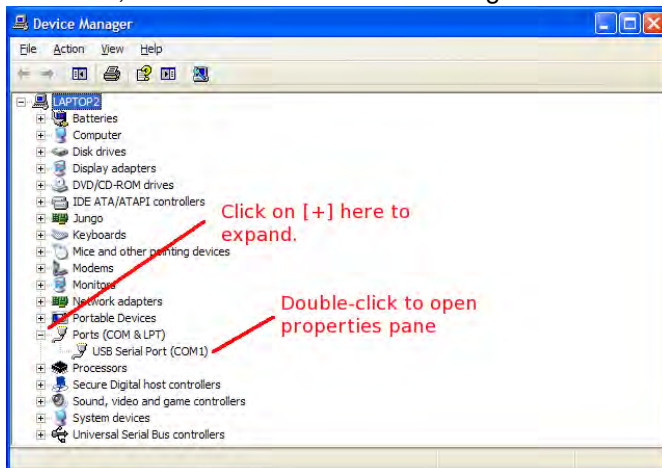 Device Manager
File Action View Help
LAPTOP2
Batteries
Computer
Disk drives
Display adapters
DVD/CD-ROM drives
IDE ATA/ATAPI controllers
Jungo
Click on [+] here to
expand.
Keyboards
Mice and other pointing devices
Modems
Monitors
Network adapters
Double-click to open
properties pane
Portable Devices
Ports (COM & LPT)
USB Serial Port (COM1)
Processors
Secure Digital host controllers
Sound, video and game controllers
System devices
Universal Serial Bus controllers